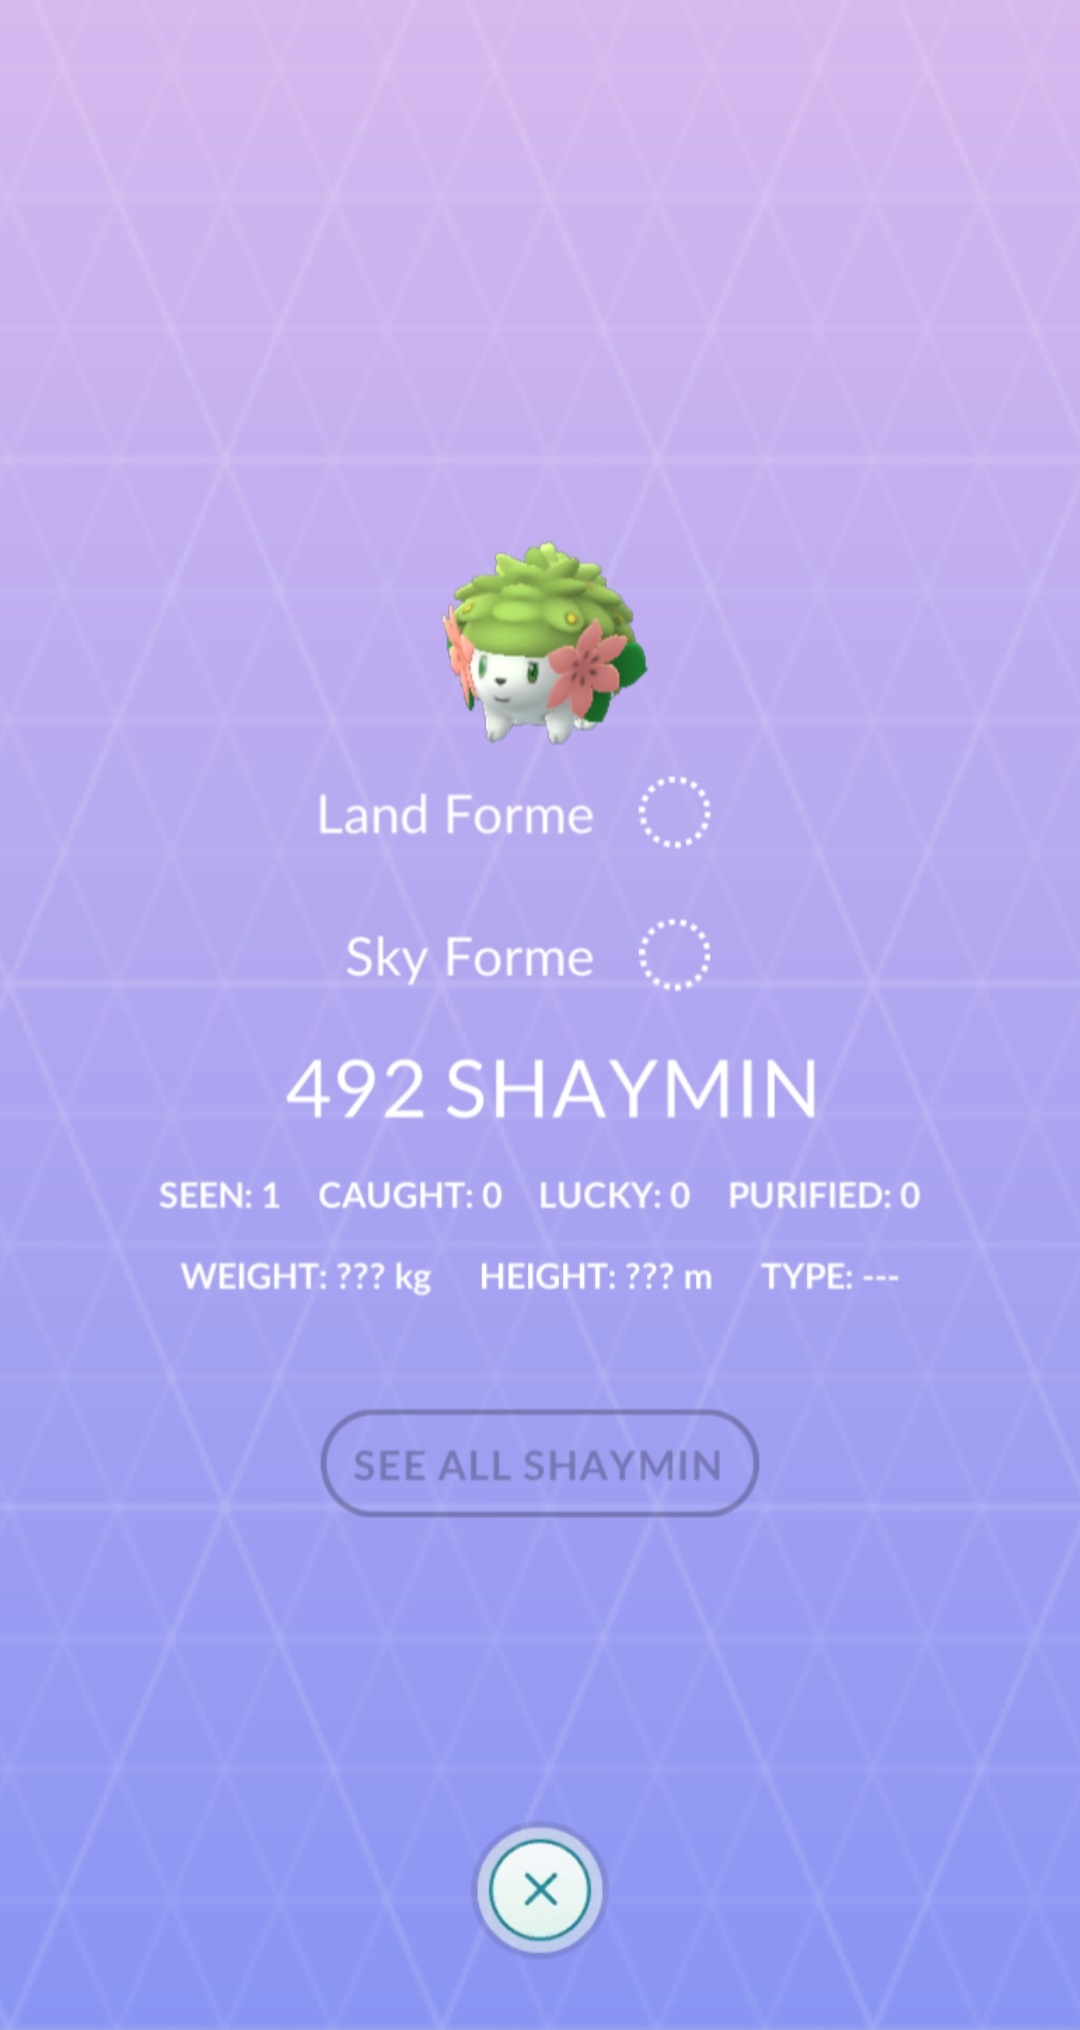 Land Forme
Sky Forme
492 SHAYMIN
SEEN: 1 CAUGHT: 0 LUCKY: 0 PURIFIED: 0
WEIGHT: ??? kg HEIGHT: ??? m TYPE: ---
SEE ALL SHAYMIN